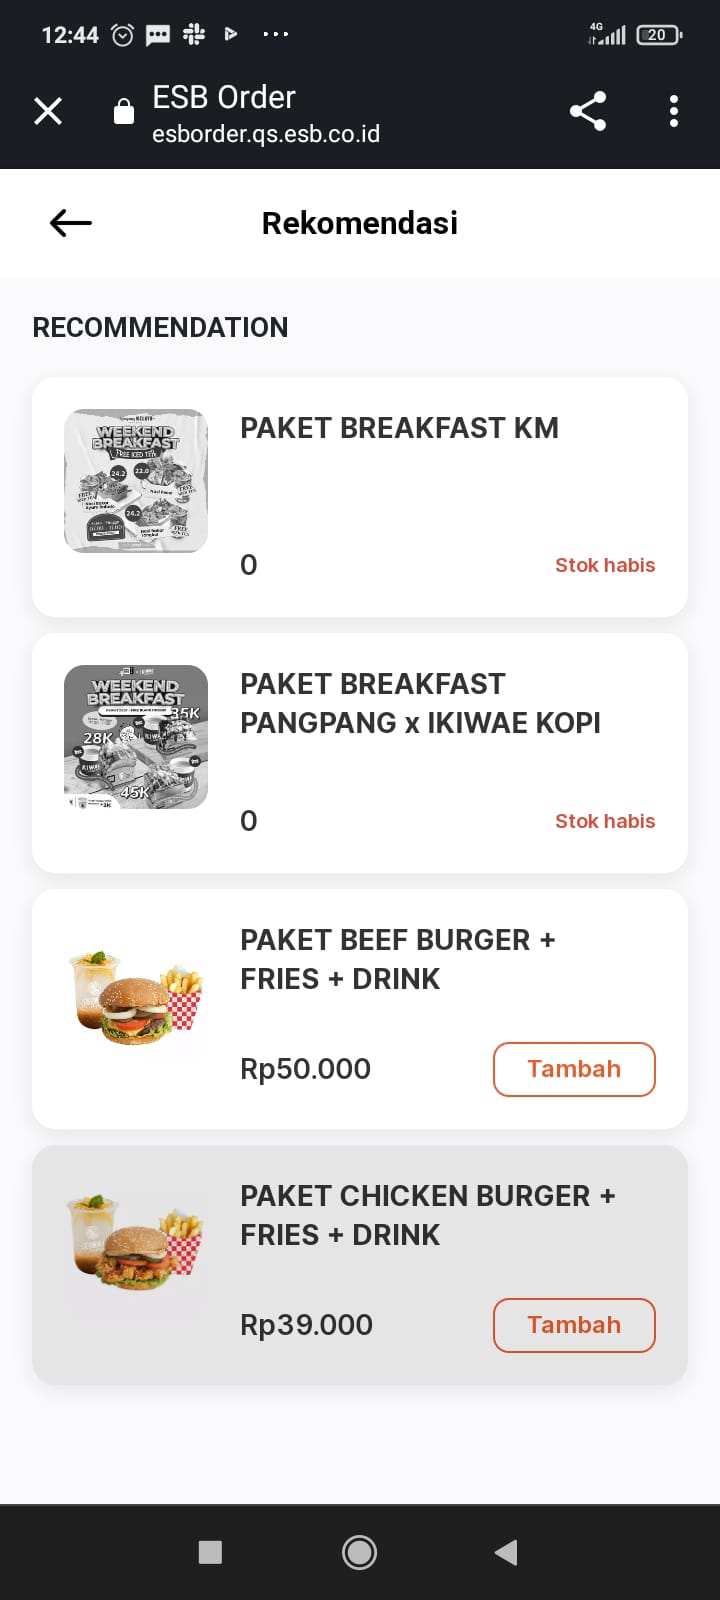 12:44
4G
20
ESB Order
esborder.qs.esb.co.id
Rekomendasi
RECOMMENDATION
WEEKEND
BREAKFAST
FREE ICED TEA
24.2
22.0
24.2
PAKET BREAKFAST KM
0
Stok habis
WEEKEND
BREAKFAST
35K
28K
45K
PAKET BREAKFAST
PANGPANG x IKIWAE KOPI
0
Stok habis
PAKET BEEF BURGER +
FRIES + DRINK
Rp50.000
Tambah
PAKET CHICKEN BURGER +
FRIES + DRINK
Rp39.000
Tambah